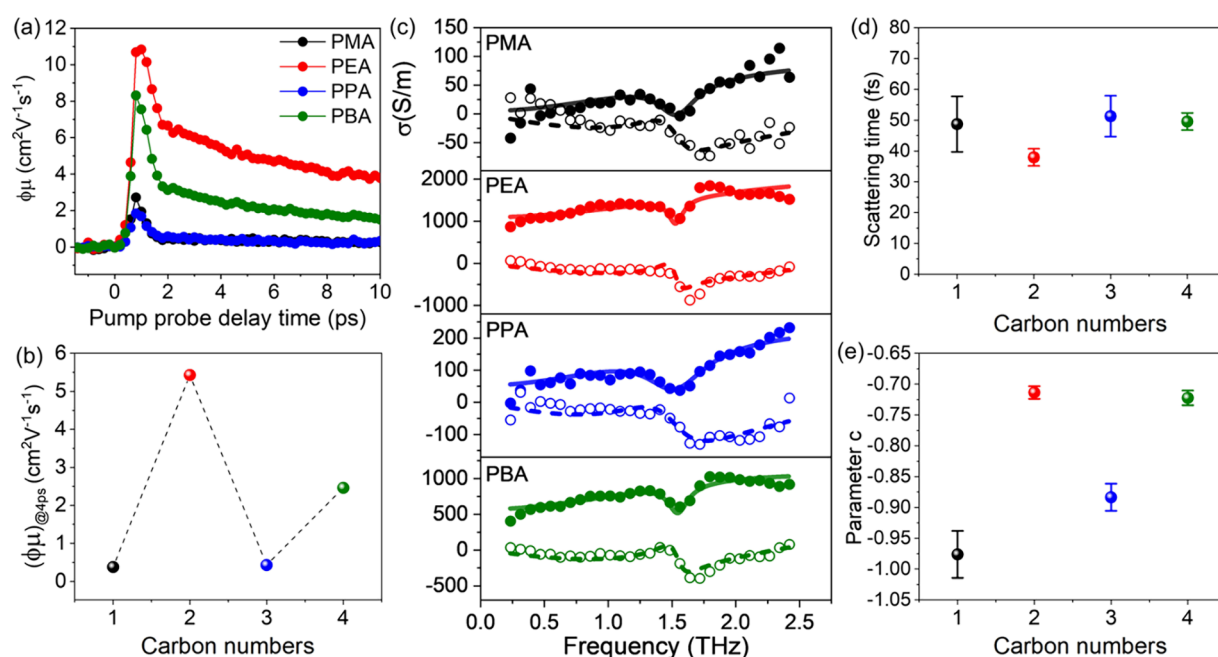 (a)
12
10
8
6
4
2
0
ϕμ (cm²V⁻¹s⁻¹)
PMA
PEA
PPA
PBA
0 2 4 6 8 10
Pump probe delay time (ps)
(b)
6
5
4
3
2
1
0
(ϕμ)@4ps (cm²V⁻¹s⁻¹)
1 2 3 4
Carbon numbers
(c)
σ(S/m)
PMA
150
100
50
0
-50
PEA
2000
1000
0
-1000
PPA
200
100
0
-100
PBA
1000
500
0
-500
0.0 0.5 1.0 1.5 2.0 2.5
Frequency (THz)
(d)
80
70
60
50
40
30
20
10
0
Scattering time (fs)
1 2 3 4
Carbon numbers
(e)
-0.65
-0.70
-0.75
-0.80
-0.85
-0.90
-0.95
-1.00
-1.05
Parameter c
1 2 3 4
Carbon numbers